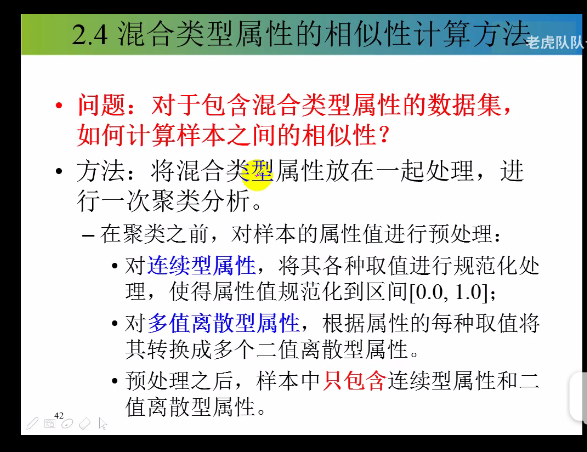 2.4 混合类型属性的相似性计算方法
老虎队队
• 问题：对于包含混合类型属性的数据集，
如何计算样本之间的相似性？
• 方法：将混合类型属性放在一起处理，进
行一次聚类分析。
– 在聚类之前，对样本的属性值进行预处理：
• 对连续型属性，将其各种取值进行规范化处
理，使得属性值规范化到区间[0.0, 1.0]；
• 对多值离散型属性，根据属性的每种取值将
其转换成多个二值离散型属性。
• 预处理之后，样本中只包含连续型属性和二
值离散型属性。
42